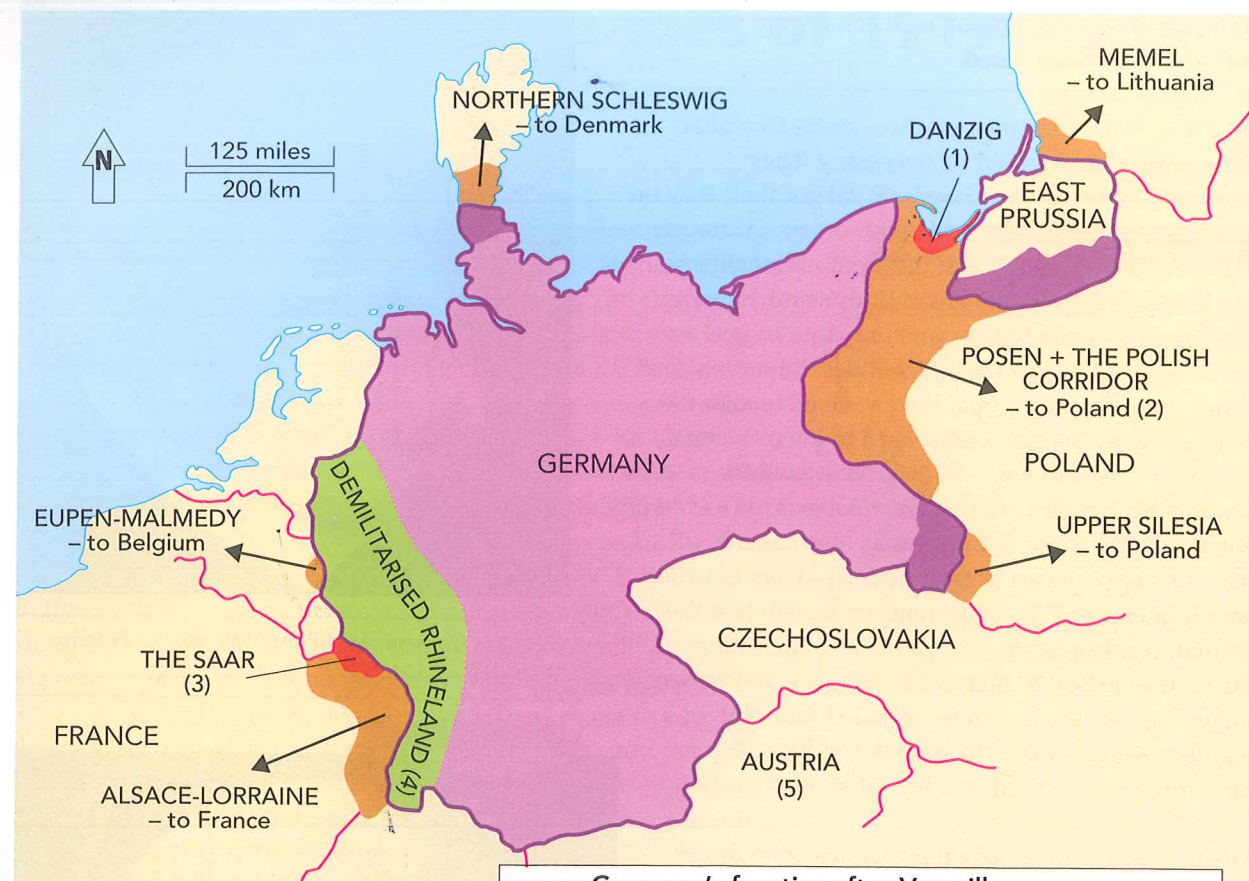 MEMEL
– to Lithuania
NORTHERN SCHLESWIG
– to Denmark
DANZIG
(1)
N
125 miles
200 km
EAST
PRUSSIA
POSEN + THE POLISH
CORRIDOR
– to Poland (2)
GERMANY
POLAND
DEMILITARISED RHINELAND (4)
EUPEN-MALMEDY
– to Belgium
UPPER SILESIA
– to Poland
CZECHOSLOVAKIA
THE SAAR
(3)
FRANCE
AUSTRIA
(5)
ALSACE-LORRAINE
– to France